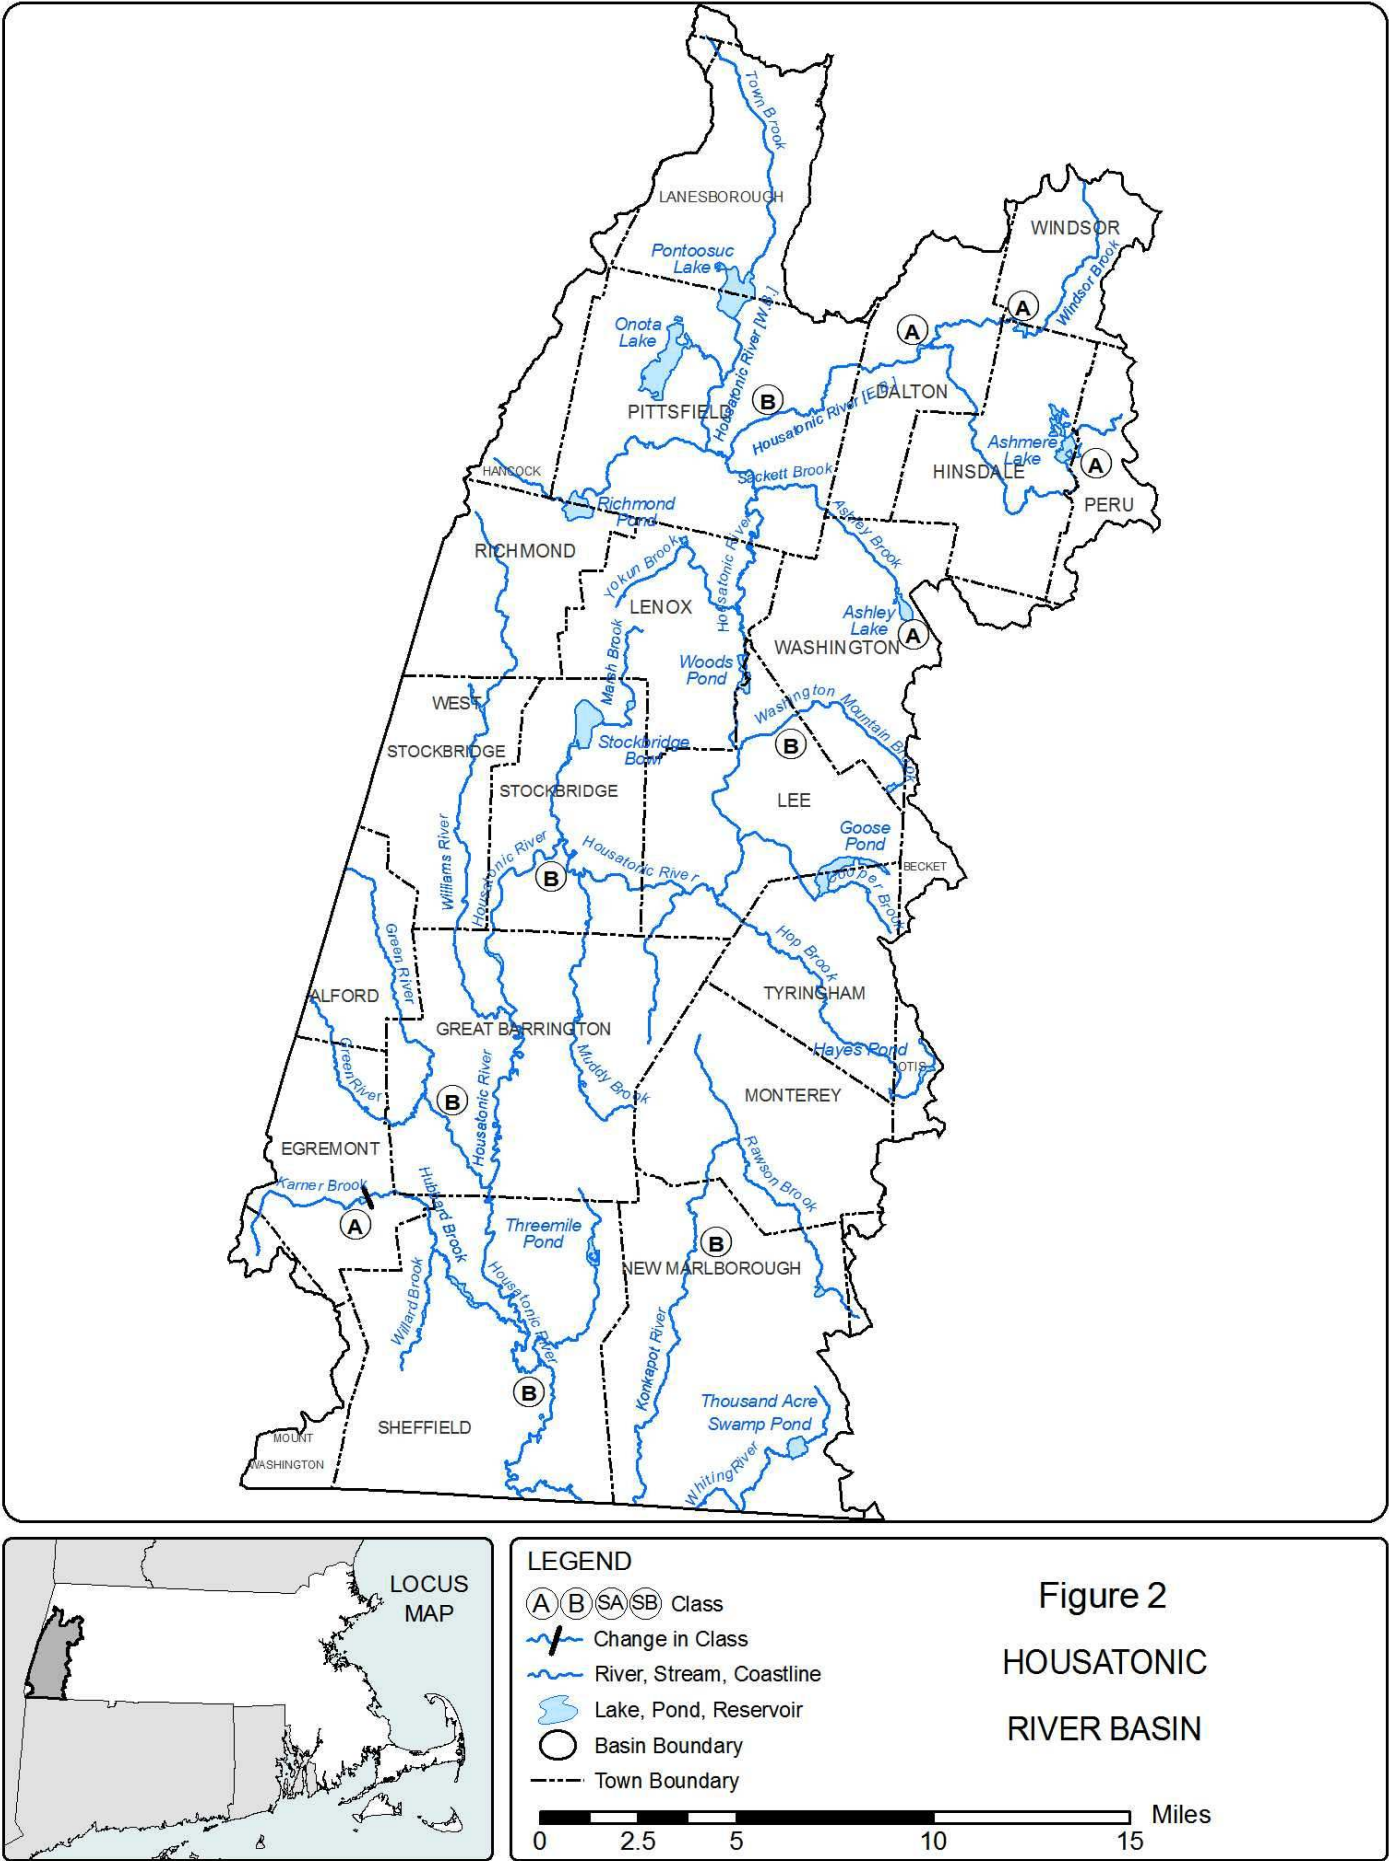 Town Brook
LANESBOROUGH
WINDSOR
Pontoosuc
Lake
Windsor Brook
Housatonic River [W.B.]
A
A
Onota
Lake
B
DALTON
PITTSFIELD
Housatonic River [E.B.]
Ashmere
Lake
HINSDALE
A
HANCOCK
Sackett Brook
PERU
Richmond
Pond
Ashley Brook
RICHMOND
Yokun Brook
Housatonic River
LENOX
Ashley
Lake
A
WASHINGTON
Marsh Brook
Woods
Pond
WEST
STOCKBRIDGE
Washington Mountain Brook
B
Stockbridge
Bowl
STOCKBRIDGE
LEE
Goose
Pond
BECKET
Cooper Brook
Williams River
Housatonic River
Housatonic River
B
Green River
Hop Brook
ALFORD
TYRINGHAM
GREAT BARRINGTON
Hayes Pond
OTIS
Green River
Muddy Brook
Housatonic River
MONTEREY
B
EGREMONT
Rawson Brook
Karner Brook
A
Hubbard Brook
Threemile
Pond
B
NEW MARLBOROUGH
Willard Brook
Housatonic River
Konkapot River
B
SHEFFIELD
Thousand Acre
Swamp Pond
MOUNT
WASHINGTON
Whiting River
LOCUS
MAP
LEGEND
A B SA SB Class
Change in Class
River, Stream, Coastline
Lake, Pond, Reservoir
Basin Boundary
Town Boundary
Miles
0 2.5 5 10 15
Figure 2
HOUSATONIC
RIVER BASIN